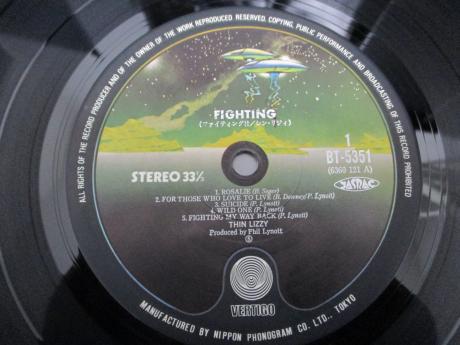 ALL RIGHTS OF THE RECORD PRODUCER AND OF THE OWNER OF THE WORK REPRODUCED. RESERVED. COPYING, PUBLIC PERFORMANCE AND BROADCASTING OF THIS RECORD PROHIBITED
FIGHTING
(ファイティング!!/シン・リジィ)
1
BT-5351
(6360 121 A)
JASRAC
STEREO 33⅓
1. ROSALIE (B. Seger)
2. FOR THOSE WHO LOVE TO LIVE (B. Downey/P. Lynott)
3. SUICIDE (P. Lynott)
4. WILD ONE (P. Lynott)
5. FIGHTING MY WAY BACK (P. Lynott)
THIN LIZZY
Produced by Phil Lynott
VERTIGO
MANUFACTURED BY NIPPON PHONOGRAM CO. LTD., TOKYO